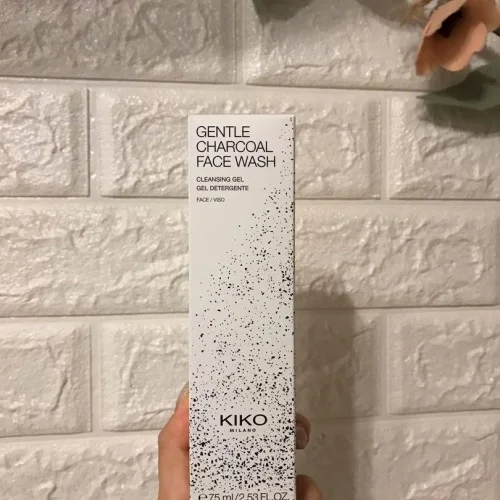 GENTLE
CHARCOAL
FACE WASH
CLEANSING GEL
GEL DETERGENTE
FACE / VISO
KIKO
MILANO
℮ 75 ml / 2.53 FL.OZ.